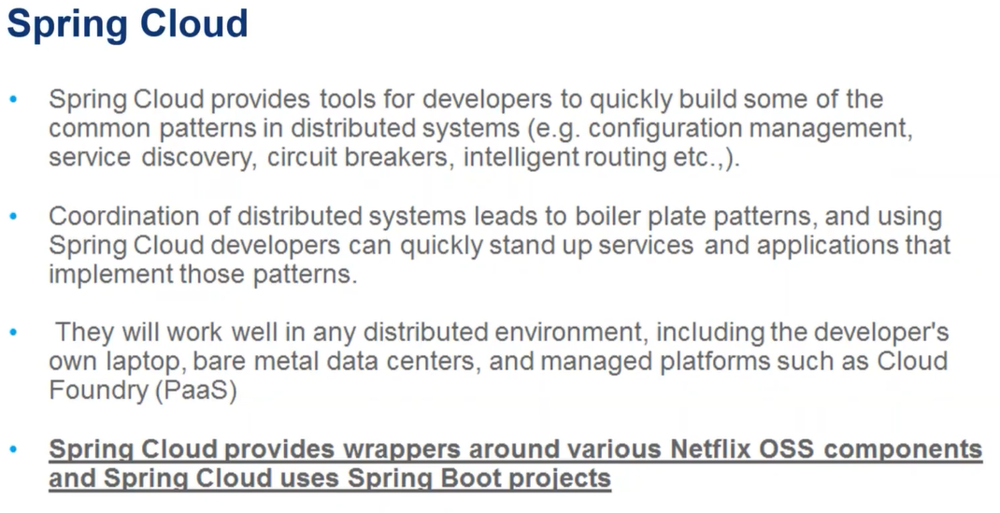 Spring Cloud
• Spring Cloud provides tools for developers to quickly build some of the
common patterns in distributed systems (e.g. configuration management,
service discovery, circuit breakers, intelligent routing etc.,).
• Coordination of distributed systems leads to boiler plate patterns, and using
Spring Cloud developers can quickly stand up services and applications that
implement those patterns.
• They will work well in any distributed environment, including the developer's
own laptop, bare metal data centers, and managed platforms such as Cloud
Foundry (PaaS)
• Spring Cloud provides wrappers around various Netflix OSS components
and Spring Cloud uses Spring Boot projects